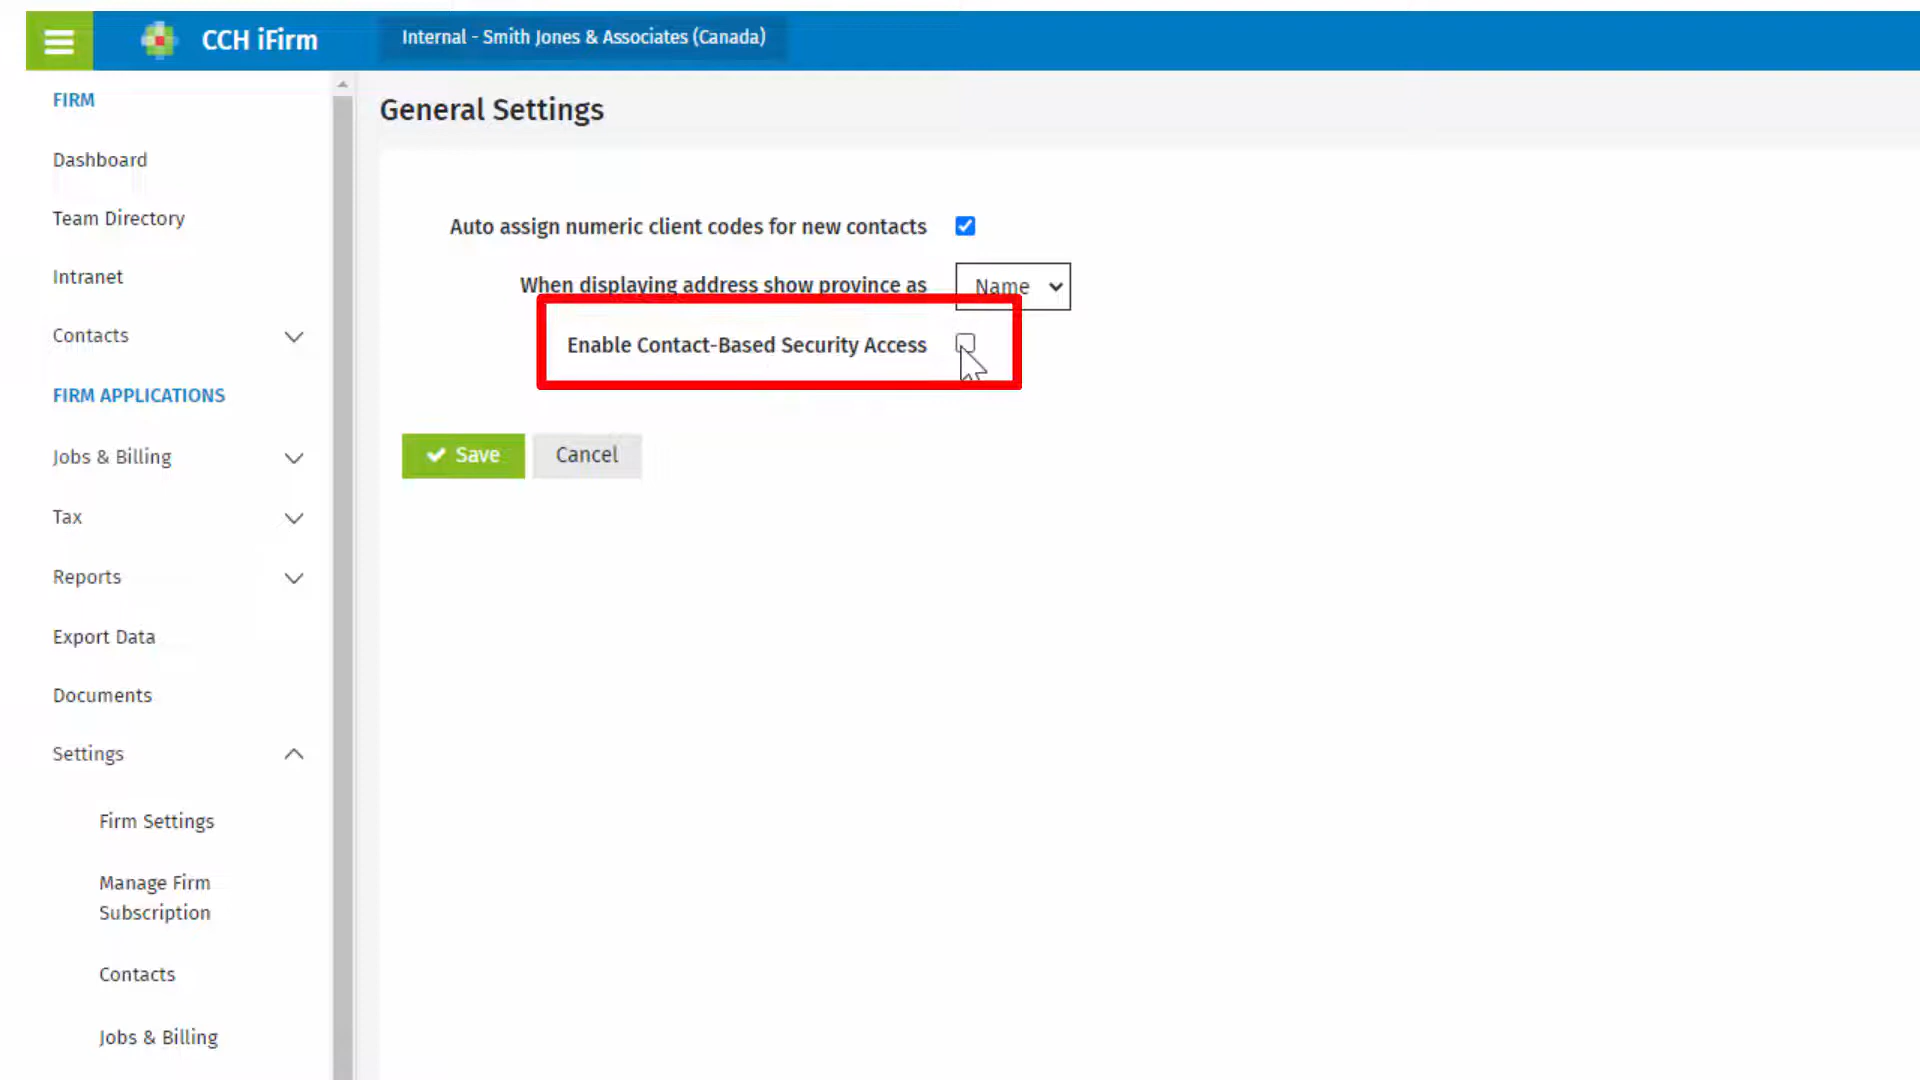 CCH iFirm
Internal - Smith Jones & Associates (Canada)
FIRM
Dashboard
Team Directory
Intranet
Contacts
FIRM APPLICATIONS
Jobs & Billing
Tax
Reports
Export Data
Documents
Settings
Firm Settings
Manage Firm
Subscription
Contacts
Jobs & Billing
General Settings
Auto assign numeric client codes for new contacts
When displaying address show province as
Name
Enable Contact-Based Security Access
Save
Cancel